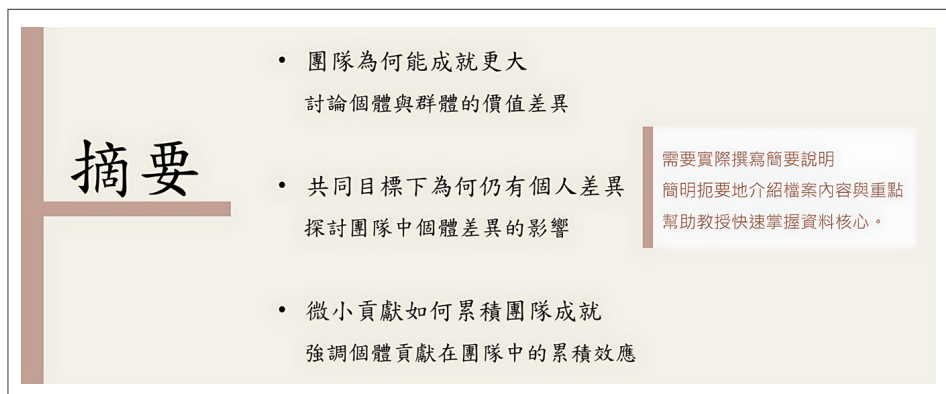 摘要
• 團隊為何能成就更大
討論個體與群體的價值差異
• 共同目標下為何仍有個人差異
探討團隊中個體差異的影響
• 微小貢獻如何累積團隊成就
強調個體貢獻在團隊中的累積效應
需要實際撰寫簡要說明
簡明扼要地介紹檔案內容與重點
幫助教授快速掌握資料核心。